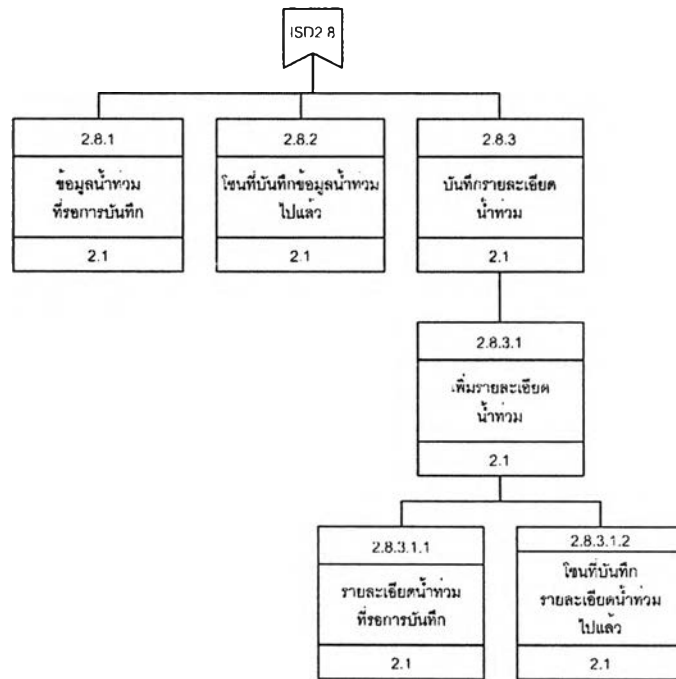 ISD2.8
2.8.1
ข้อมูลน้ำท่วม
ที่รอการบันทึก
2.1
2.8.2
โซนที่บันทึกข้อมูลน้ำท่วม
ไปแล้ว
2.1
2.8.3
บันทึกรายละเอียด
น้ำท่วม
2.1
2.8.3.1
เพิ่มรายละเอียด
น้ำท่วม
2.1
2.8.3.1.1
รายละเอียดน้ำท่วม
ที่รอการบันทึก
2.1
2.8.3.1.2
โซนที่บันทึก
รายละเอียดน้ำท่วม
ไปแล้ว
2.1